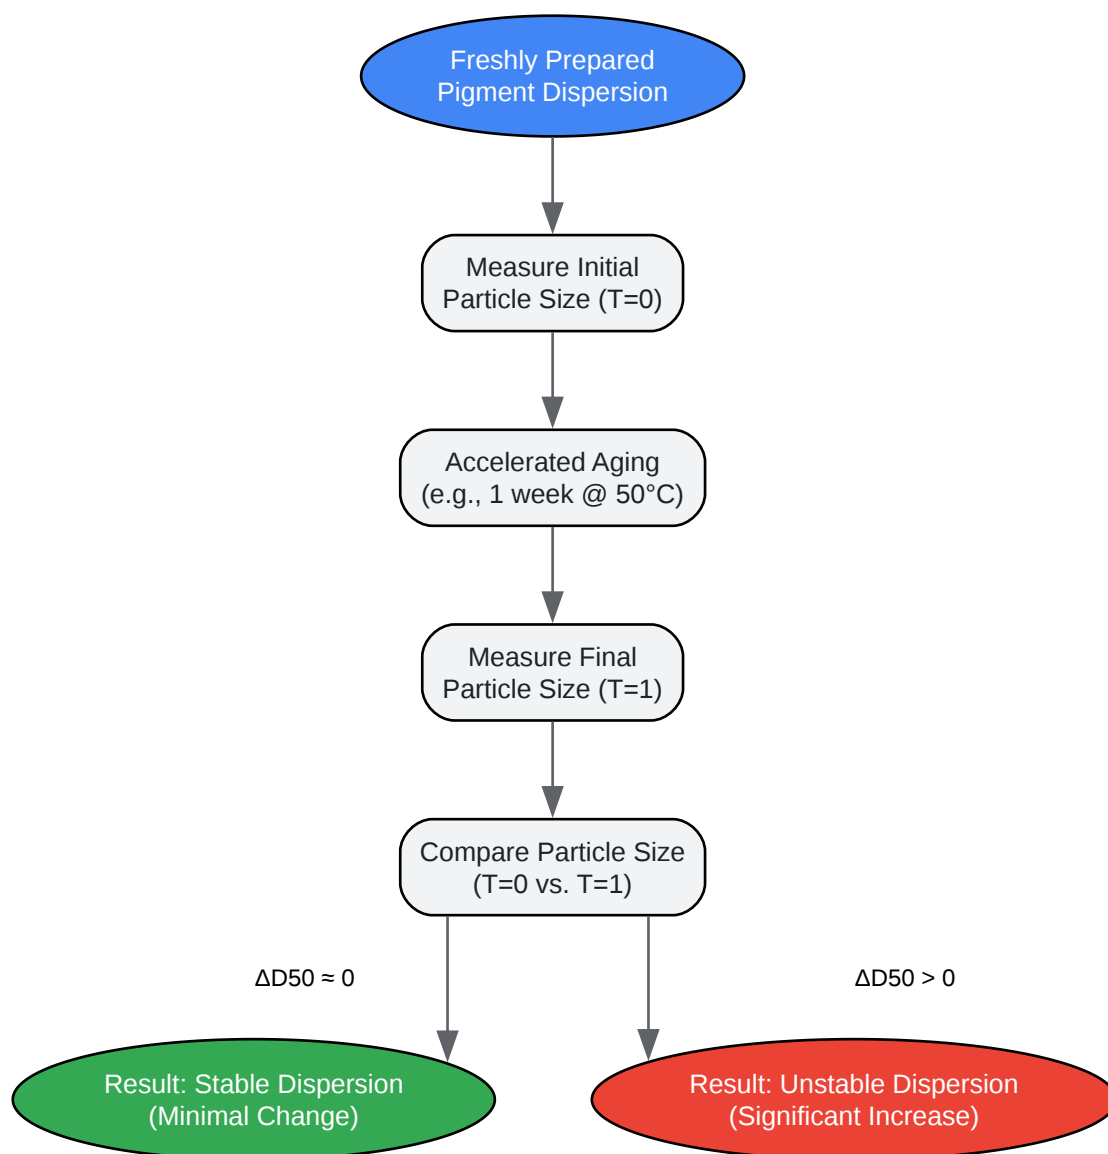 Freshly Prepared
Pigment Dispersion
Measure Initial
Particle Size (T=0)
Accelerated Aging
(e.g., 1 week @ 50°C)
Measure Final
Particle Size (T=1)
Compare Particle Size
(T=0 vs. T=1)
ΔD50 ≈ 0
ΔD50 > 0
Result: Stable Dispersion
(Minimal Change)
Result: Unstable Dispersion
(Significant Increase)